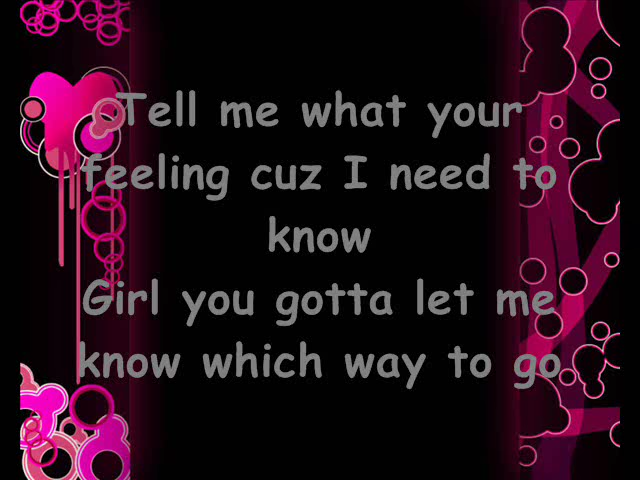 Tell me what your
feeling cuz I need to
know
Girl you gotta let me
know which way to go